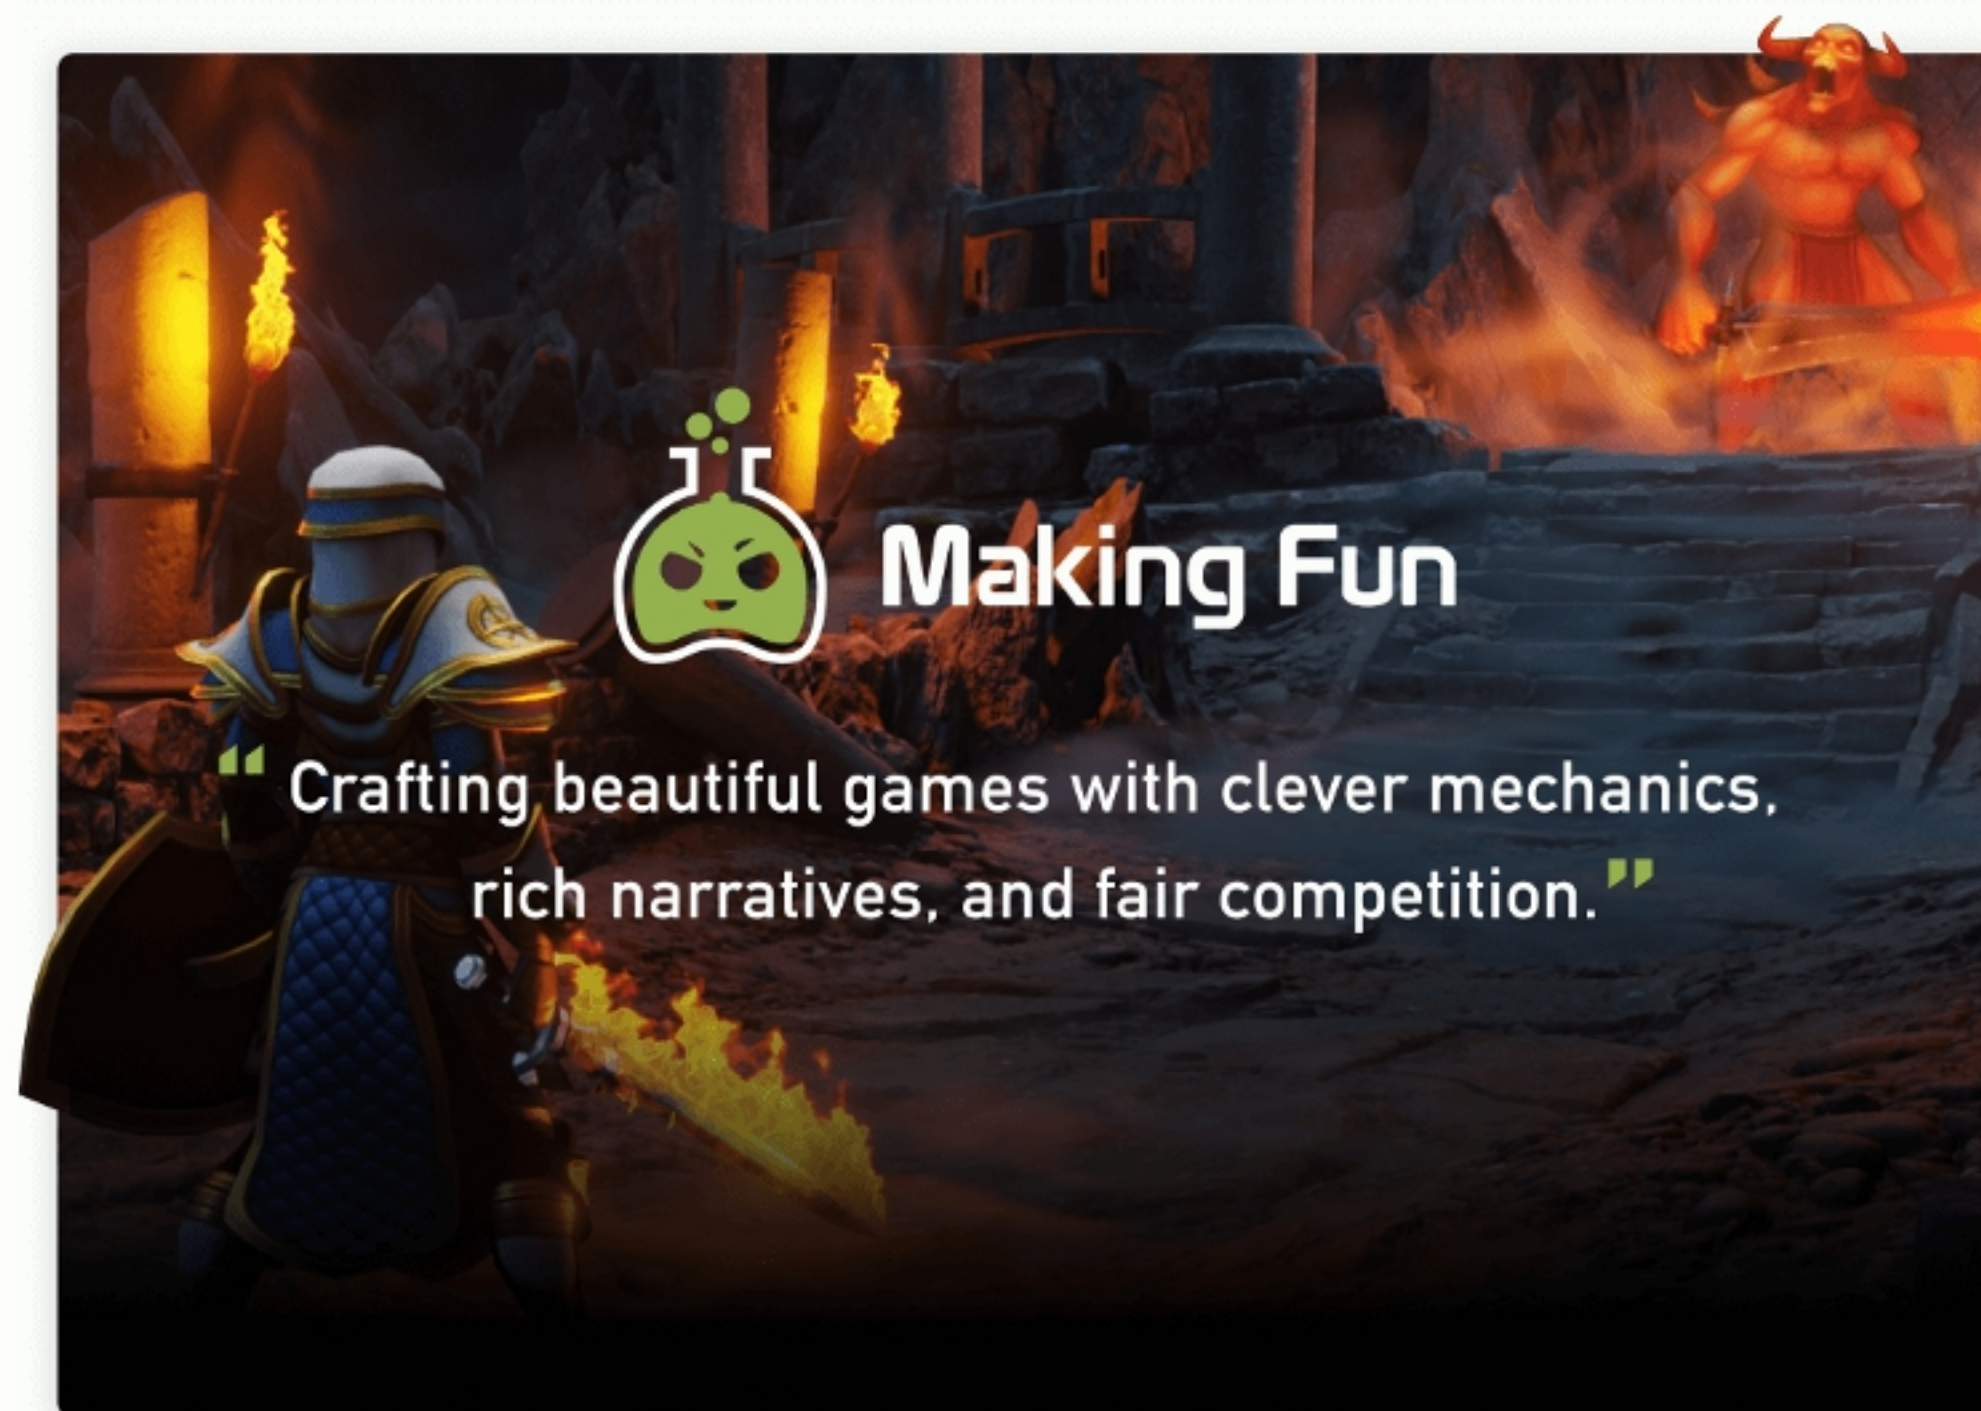 Making Fun
“ Crafting beautiful games with clever mechanics,
rich narratives, and fair competition. ”